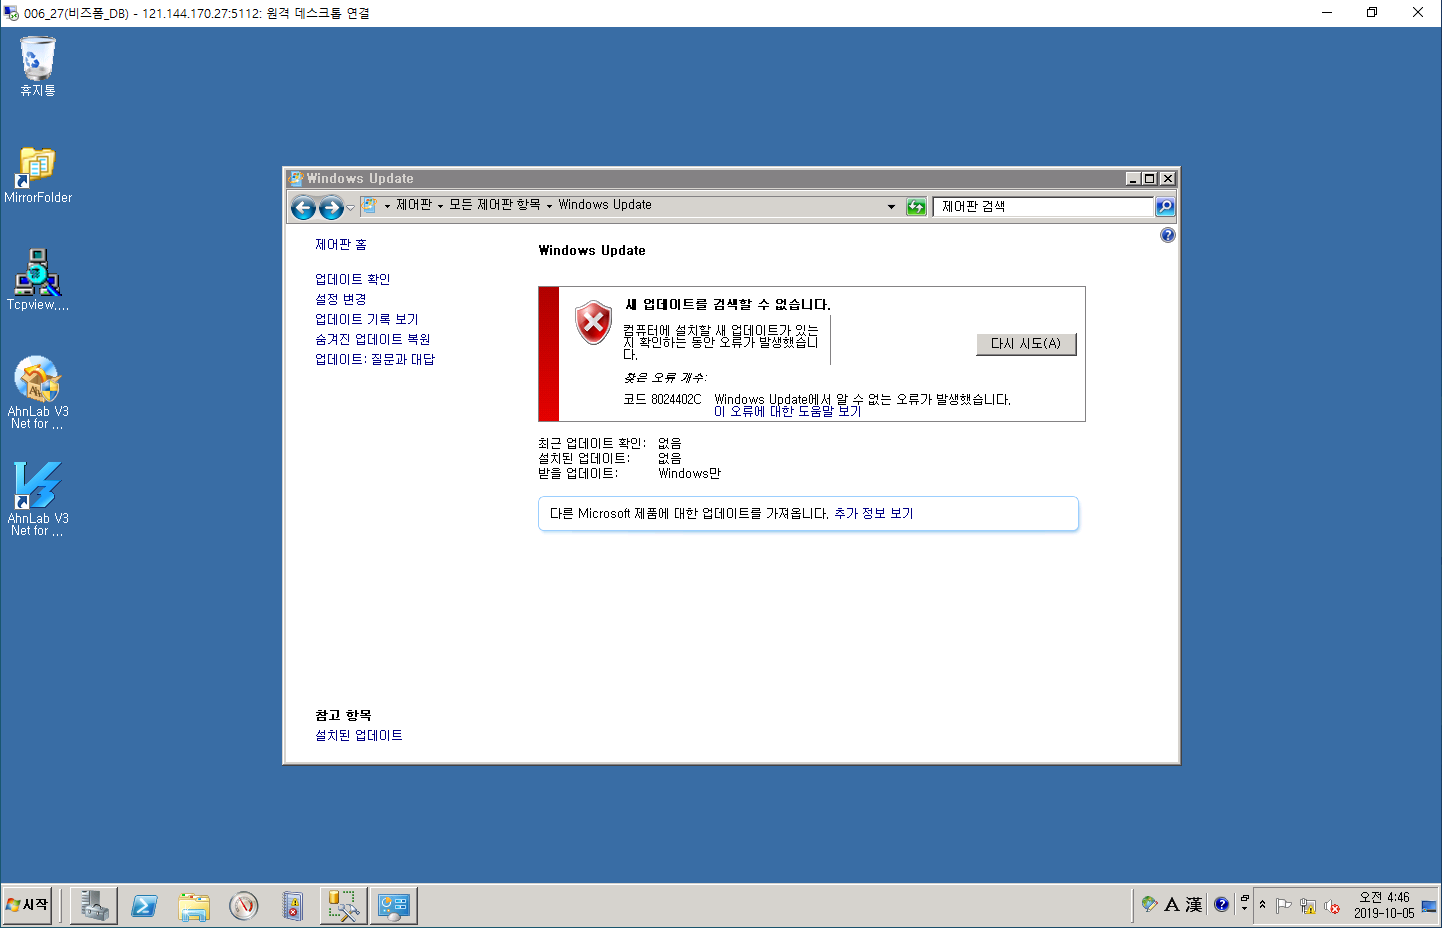 006_27(비즈폼_DB) - 121.144.170.27:5112: 원격 데스크톱 연결
휴지통
MirrorFolder
Tcpview,...
AhnLab V3
Net for ...
AhnLab V3
Net for ...
Windows Update
제어판 모든 제어판 항목 Windows Update
제어판 검색
제어판 홈
업데이트 확인
설정 변경
업데이트 기록 보기
숨겨진 업데이트 복원
업데이트: 질문과 대답
Windows Update
새 업데이트를 검색할 수 없습니다.
컴퓨터에 설치할 새 업데이트가 있는
지 확인하는 동안 오류가 발생했습니
다.
다시 시도(A)
찾은 오류 개수:
코드 8024402C Windows Update에서 알 수 없는 오류가 발생했습니다.
이 오류에 대한 도움말 보기
최근 업데이트 확인: 없음
설치된 업데이트: 없음
받을 업데이트: Windows만
다른 Microsoft 제품에 대한 업데이트를 가져옵니다. 추가 정보 보기
참고 항목
설치된 업데이트
시작
A 漢
오전 4:46
2019-10-05